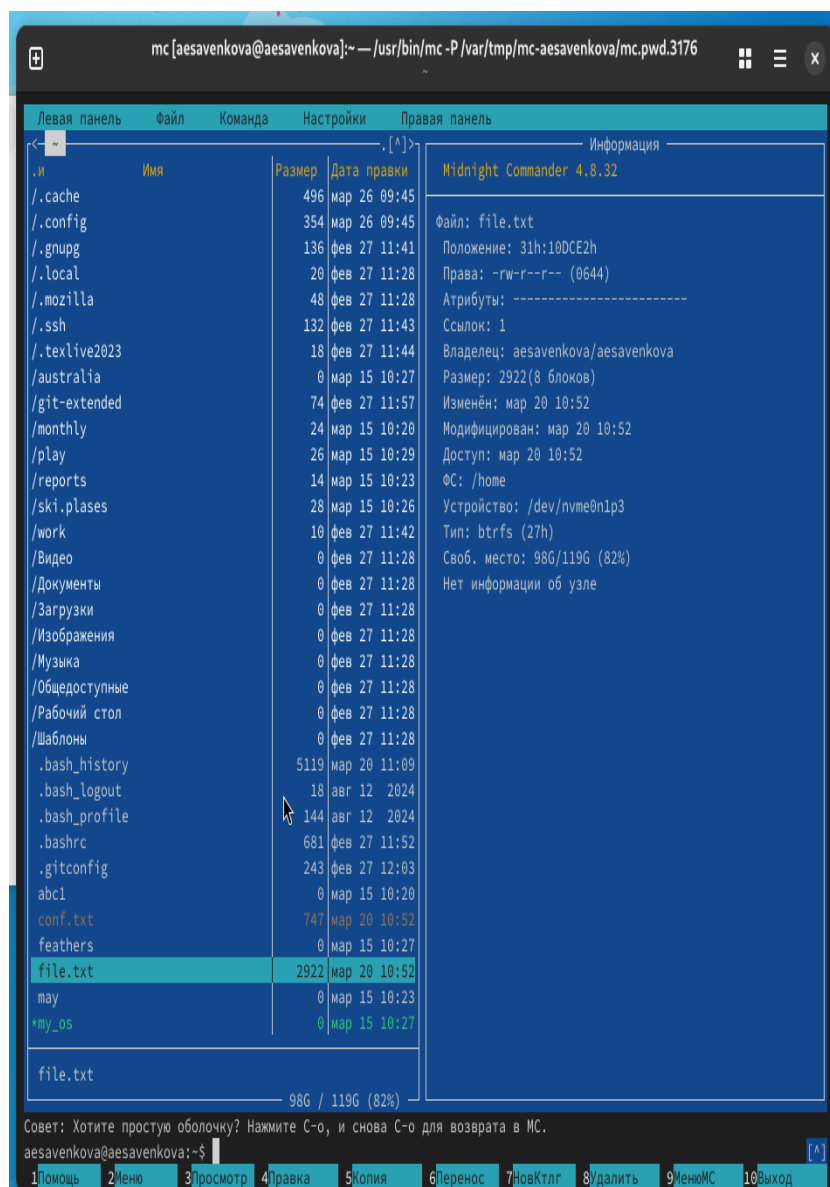 mc [aesavenkova@aesavenkova]:~ — /usr/bin/mc -P /var/tmp/mc-aesavenkova/mc.pwd.3176
~
Левая панель Файл Команда Настройки Правая панель
<- ~ .[^]>
.и Имя Размер Дата правки
/.cache 496 мар 26 09:45
/.config 354 мар 26 09:45
/.gnupg 136 фев 27 11:41
/.local 20 фев 27 11:28
/.mozilla 48 фев 27 11:28
/.ssh 132 фев 27 11:43
/.texlive2023 18 фев 27 11:44
/australia 0 мар 15 10:27
/git-extended 74 фев 27 11:57
/monthly 24 мар 15 10:20
/play 26 мар 15 10:29
/reports 14 мар 15 10:23
/ski.plases 28 мар 15 10:26
/work 10 фев 27 11:42
/Видео 0 фев 27 11:28
/Документы 0 фев 27 11:28
/Загрузки 0 фев 27 11:28
/Изображения 0 фев 27 11:28
/Музыка 0 фев 27 11:28
/Общедоступные 0 фев 27 11:28
/Рабочий стол 0 фев 27 11:28
/Шаблоны 0 фев 27 11:28
.bash_history 5119 мар 20 11:09
.bash_logout 18 авг 12 2024
.bash_profile 144 авг 12 2024
.bashrc 681 фев 27 11:52
.gitconfig 243 фев 27 12:03
abc1 0 мар 15 10:20
conf.txt 747 мар 20 10:52
feathers 0 мар 15 10:27
file.txt 2922 мар 20 10:52
may 0 мар 15 10:23
*my_os 0 мар 15 10:27
file.txt
98G / 119G (82%)
Информация
Midnight Commander 4.8.32
Файл: file.txt
Положение: 31h:10DCE2h
Права: -rw-r--r-- (0644)
Атрибуты: -------------------------
Ссылок: 1
Владелец: aesavenkova/aesavenkova
Размер: 2922(8 блоков)
Изменён: мар 20 10:52
Модифицирован: мар 20 10:52
Доступ: мар 20 10:52
ФС: /home
Устройство: /dev/nvme0n1p3
Тип: btrfs (27h)
Своб. место: 98G/119G (82%)
Нет информации об узле
Совет: Хотите простую оболочку? Нажмите C-o, и снова C-o для возврата в MC.
aesavenkova@aesavenkova:~$ [^]
1Помощь 2Меню 3Просмотр 4Правка 5Копия 6Перенос 7НовКтлг 8Удалить 9МенюMC 10Выход